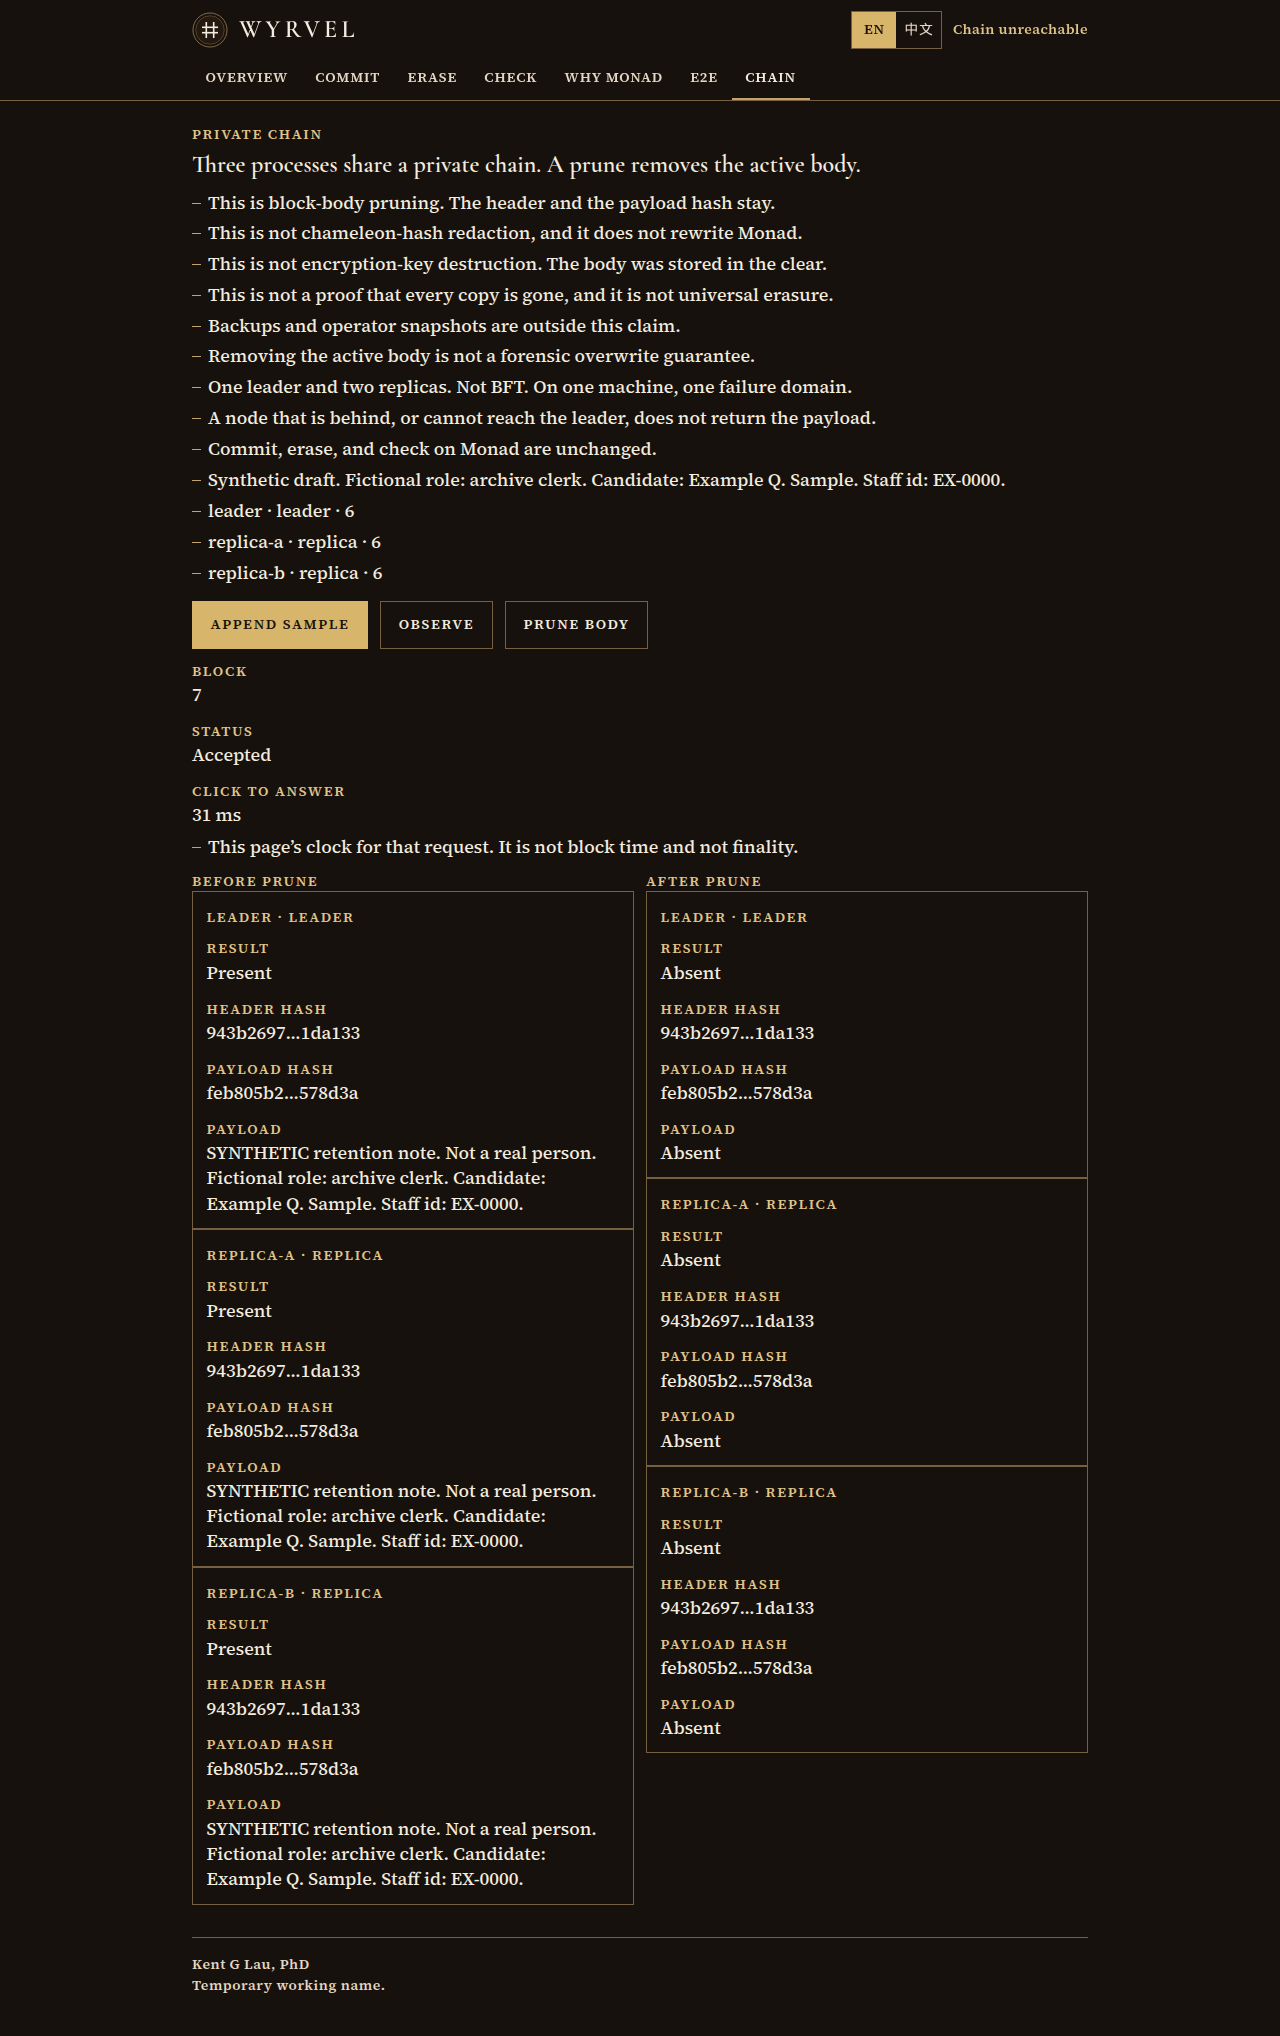 WYRVEL
EN 中文 Chain unreachable
OVERVIEW COMMIT ERASE CHECK WHY MONAD E2E CHAIN
PRIVATE CHAIN
Three processes share a private chain. A prune removes the active body.
– This is block-body pruning. The header and the payload hash stay.
– This is not chameleon-hash redaction, and it does not rewrite Monad.
– This is not encryption-key destruction. The body was stored in the clear.
– This is not a proof that every copy is gone, and it is not universal erasure.
– Backups and operator snapshots are outside this claim.
– Removing the active body is not a forensic overwrite guarantee.
– One leader and two replicas. Not BFT. On one machine, one failure domain.
– A node that is behind, or cannot reach the leader, does not return the payload.
– Commit, erase, and check on Monad are unchanged.
– Synthetic draft. Fictional role: archive clerk. Candidate: Example Q. Sample. Staff id: EX-0000.
– leader · leader · 6
– replica-a · replica · 6
– replica-b · replica · 6
APPEND SAMPLE OBSERVE PRUNE BODY
BLOCK
7
STATUS
Accepted
CLICK TO ANSWER
31 ms
– This page’s clock for that request. It is not block time and not finality.
BEFORE PRUNE
LEADER · LEADER
RESULT
Present
HEADER HASH
943b2697…1da133
PAYLOAD HASH
feb805b2…578d3a
PAYLOAD
SYNTHETIC retention note. Not a real person.
Fictional role: archive clerk. Candidate:
Example Q. Sample. Staff id: EX-0000.
REPLICA-A · REPLICA
RESULT
Present
HEADER HASH
943b2697…1da133
PAYLOAD HASH
feb805b2…578d3a
PAYLOAD
SYNTHETIC retention note. Not a real person.
Fictional role: archive clerk. Candidate:
Example Q. Sample. Staff id: EX-0000.
REPLICA-B · REPLICA
RESULT
Present
HEADER HASH
943b2697…1da133
PAYLOAD HASH
feb805b2…578d3a
PAYLOAD
SYNTHETIC retention note. Not a real person.
Fictional role: archive clerk. Candidate:
Example Q. Sample. Staff id: EX-0000.
AFTER PRUNE
LEADER · LEADER
RESULT
Absent
HEADER HASH
943b2697…1da133
PAYLOAD HASH
feb805b2…578d3a
PAYLOAD
Absent
REPLICA-A · REPLICA
RESULT
Absent
HEADER HASH
943b2697…1da133
PAYLOAD HASH
feb805b2…578d3a
PAYLOAD
Absent
REPLICA-B · REPLICA
RESULT
Absent
HEADER HASH
943b2697…1da133
PAYLOAD HASH
feb805b2…578d3a
PAYLOAD
Absent
Kent G Lau, PhD
Temporary working name.